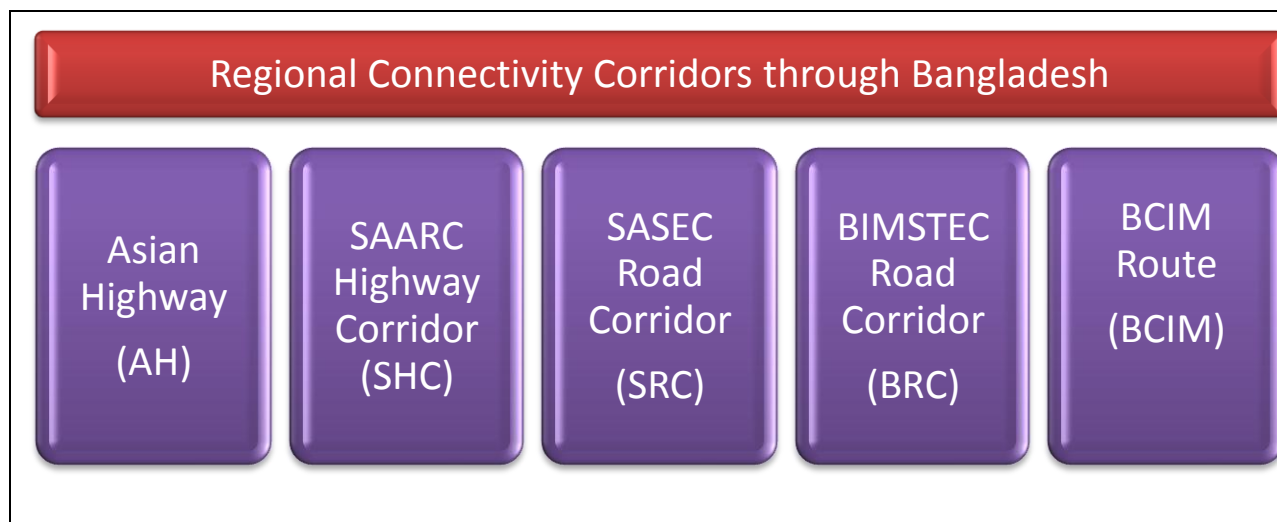 Regional Connectivity Corridors through Bangladesh
Asian
Highway
(AH)
SAARC
Highway
Corridor
(SHC)
SASEC
Road
Corridor
(SRC)
BIMSTEC
Road
Corridor
(BRC)
BCIM
Route
(BCIM)